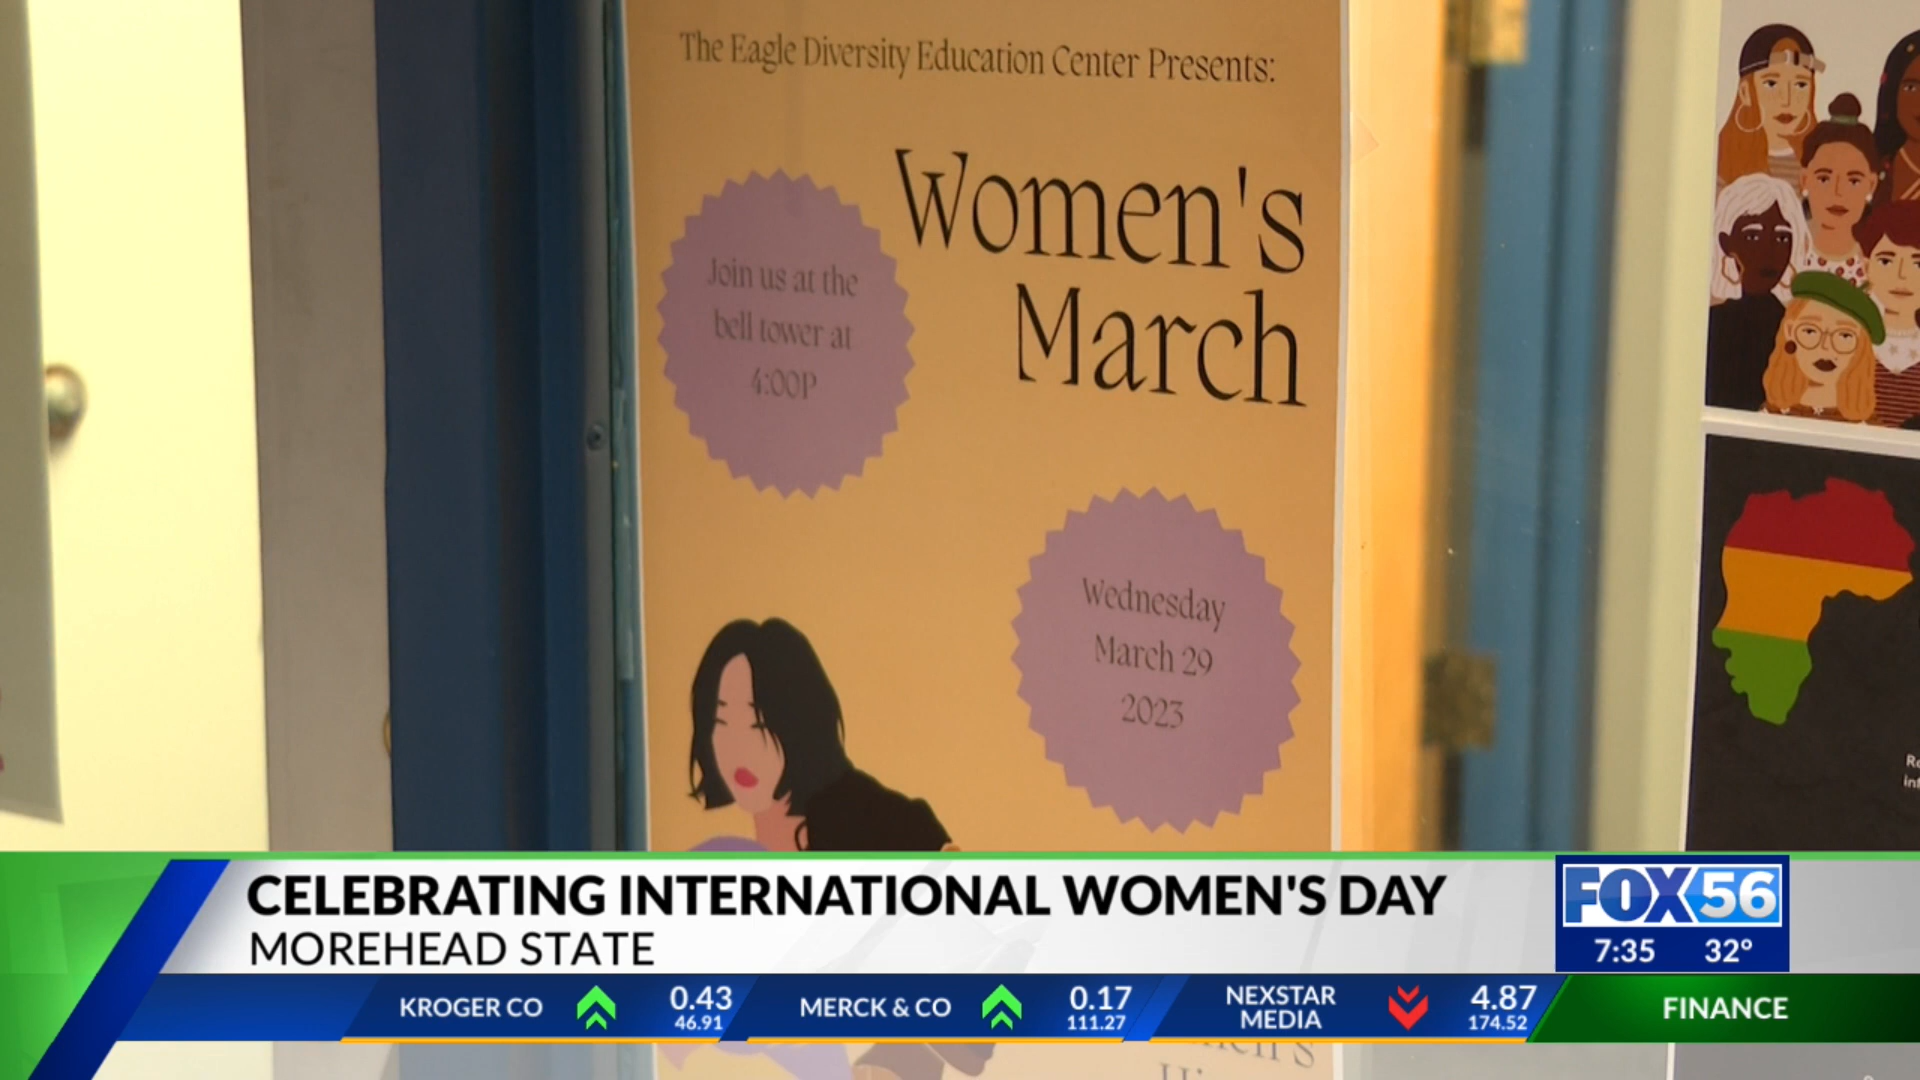 The Eagle Diversity Education Center Presents:
Women's
March
Join us at the
bell tower at
4:00P
Wednesday
March 29
2023
CELEBRATING INTERNATIONAL WOMEN'S DAY
MOREHEAD STATE
FOX 56
7:35 32°
KROGER CO 0.43
46.91
MERCK & CO 0.17
111.27
NEXSTAR
MEDIA
4.87
174.52
FINANCE